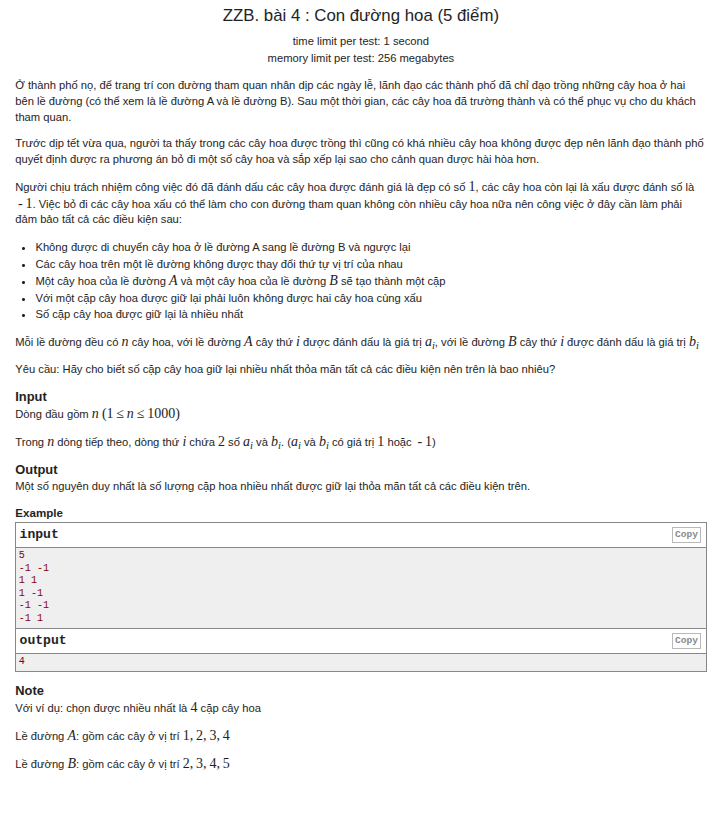 ZZB. bài 4 : Con đường hoa (5 điểm)
time limit per test: 1 second
memory limit per test: 256 megabytes
Ở thành phố nọ, để trang trí con đường tham quan nhân dịp các ngày lễ, lãnh đạo các thành phố đã chỉ đạo trồng những cây hoa ở hai
bên lề đường (có thể xem là lề đường A và lề đường B). Sau một thời gian, các cây hoa đã trưởng thành và có thể phục vụ cho du khách
tham quan.
Trước dịp tết vừa qua, người ta thấy trong các cây hoa được trồng thì cũng có khá nhiều cây hoa không được đẹp nên lãnh đạo thành phố
quyết định được ra phương án bỏ đi một số cây hoa và sắp xếp lại sao cho cảnh quan được hài hòa hơn.
Người chịu trách nhiệm công việc đó đã đánh dấu các cây hoa được đánh giá là đẹp có số 1, các cây hoa còn lại là xấu được đánh số là
- 1. Việc bỏ đi các cây hoa xấu có thể làm cho con đường tham quan không còn nhiều cây hoa nữa nên công việc ở đây cần làm phải
đảm bảo tất cả các điều kiện sau:
• Không được di chuyển cây hoa ở lề đường A sang lề đường B và ngược lại
• Các cây hoa trên một lề đường không được thay đổi thứ tự vị trí của nhau
• Một cây hoa của lề đường A và một cây hoa của lề đường B sẽ tạo thành một cặp
• Với một cặp cây hoa được giữ lại phải luôn không được hai cây hoa cùng xấu
• Số cặp cây hoa được giữ lại là nhiều nhất
Mỗi lề đường đều có n cây hoa, với lề đường A cây thứ i được đánh dấu là giá trị aᵢ, với lề đường B cây thứ i được đánh dấu là giá trị bᵢ
Yêu cầu: Hãy cho biết số cặp cây hoa giữ lại nhiều nhất thỏa mãn tất cả các điều kiện nên trên là bao nhiêu?
Input
Dòng đầu gồm n (1 ≤ n ≤ 1000)
Trong n dòng tiếp theo, dòng thứ i chứa 2 số aᵢ và bᵢ. (aᵢ và bᵢ có giá trị 1 hoặc - 1)
Output
Một số nguyên duy nhất là số lượng cặp hoa nhiều nhất được giữ lại thỏa mãn tất cả các điều kiện trên.
Example
input Copy
5
-1 -1
1 1
1 -1
-1 -1
-1 1
output Copy
4
Note
Với ví dụ: chọn được nhiều nhất là 4 cặp cây hoa
Lề đường A: gồm các cây ở vị trí 1, 2, 3, 4
Lề đường B: gồm các cây ở vị trí 2, 3, 4, 5